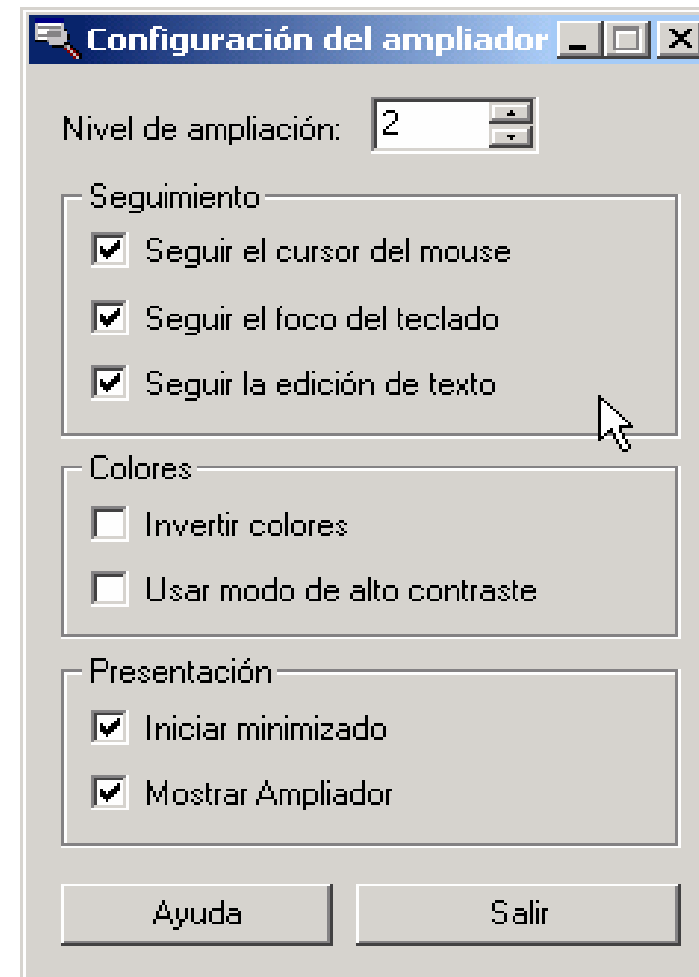 Configuración del ampliador
Nivel de ampliación: 2
Seguimiento
Seguir el cursor del mouse
Seguir el foco del teclado
Seguir la edición de texto
Colores
Invertir colores
Usar modo de alto contraste
Presentación
Iniciar minimizado
Mostrar Ampliador
Ayuda Salir